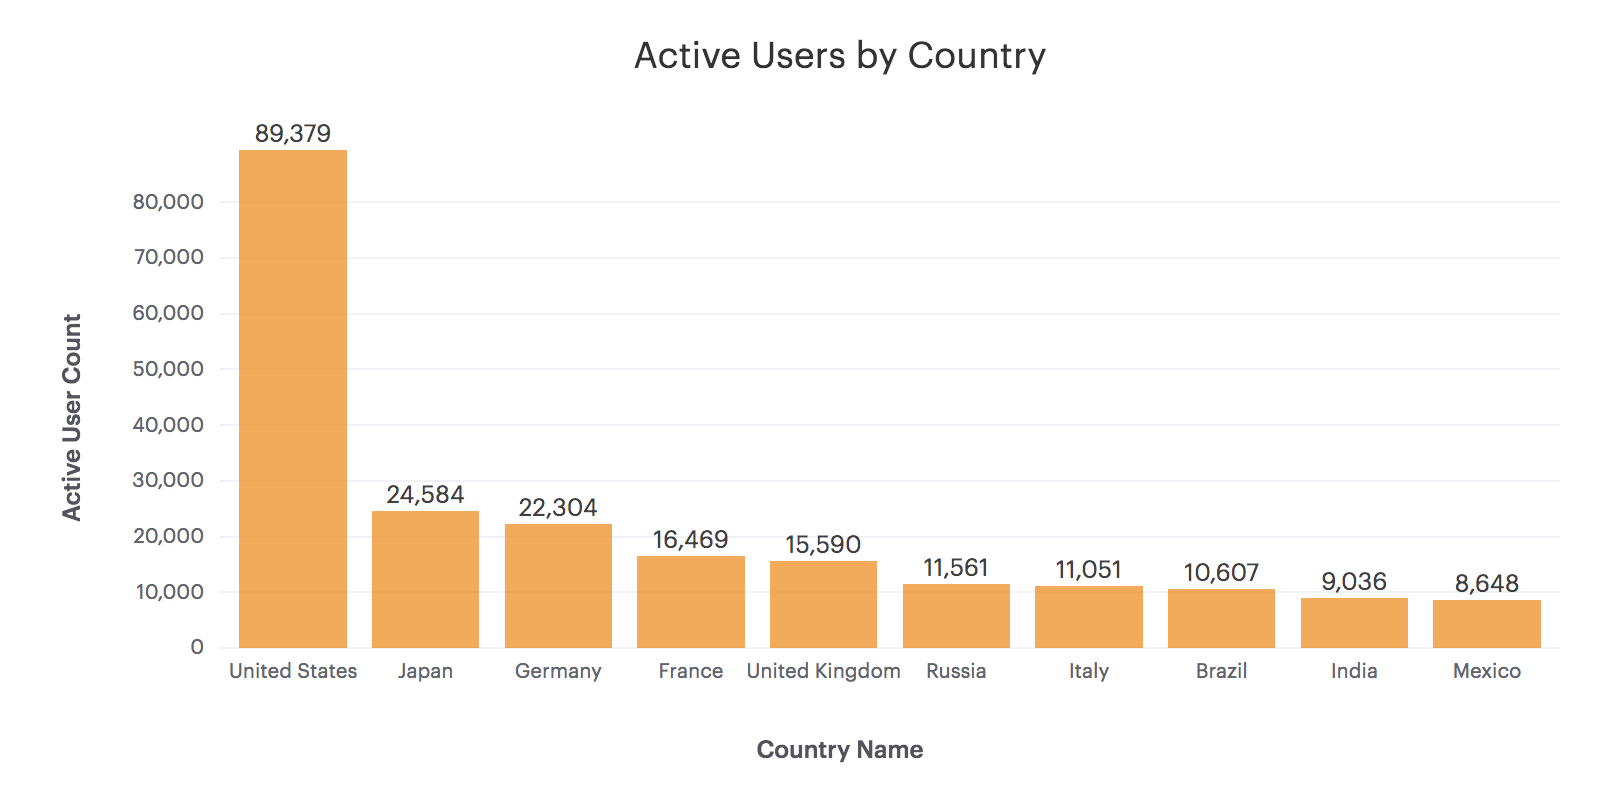 Active Users by Country
Active User Count
80,000
70,000
60,000
50,000
40,000
30,000
20,000
10,000
0
89,379
24,584
22,304
16,469
15,590
11,561
11,051
10,607
9,036
8,648
United States
Japan
Germany
France
United Kingdom
Russia
Italy
Brazil
India
Mexico
Country Name